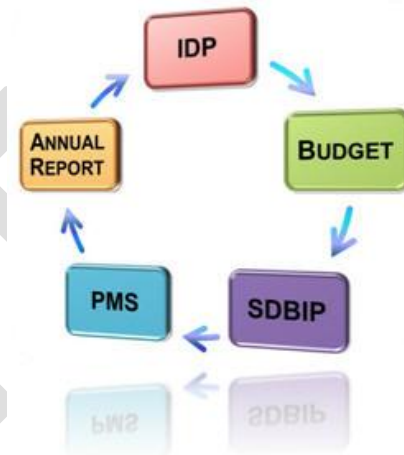 IDP
BUDGET
SDBIP
PMS
ANNUAL
REPORT